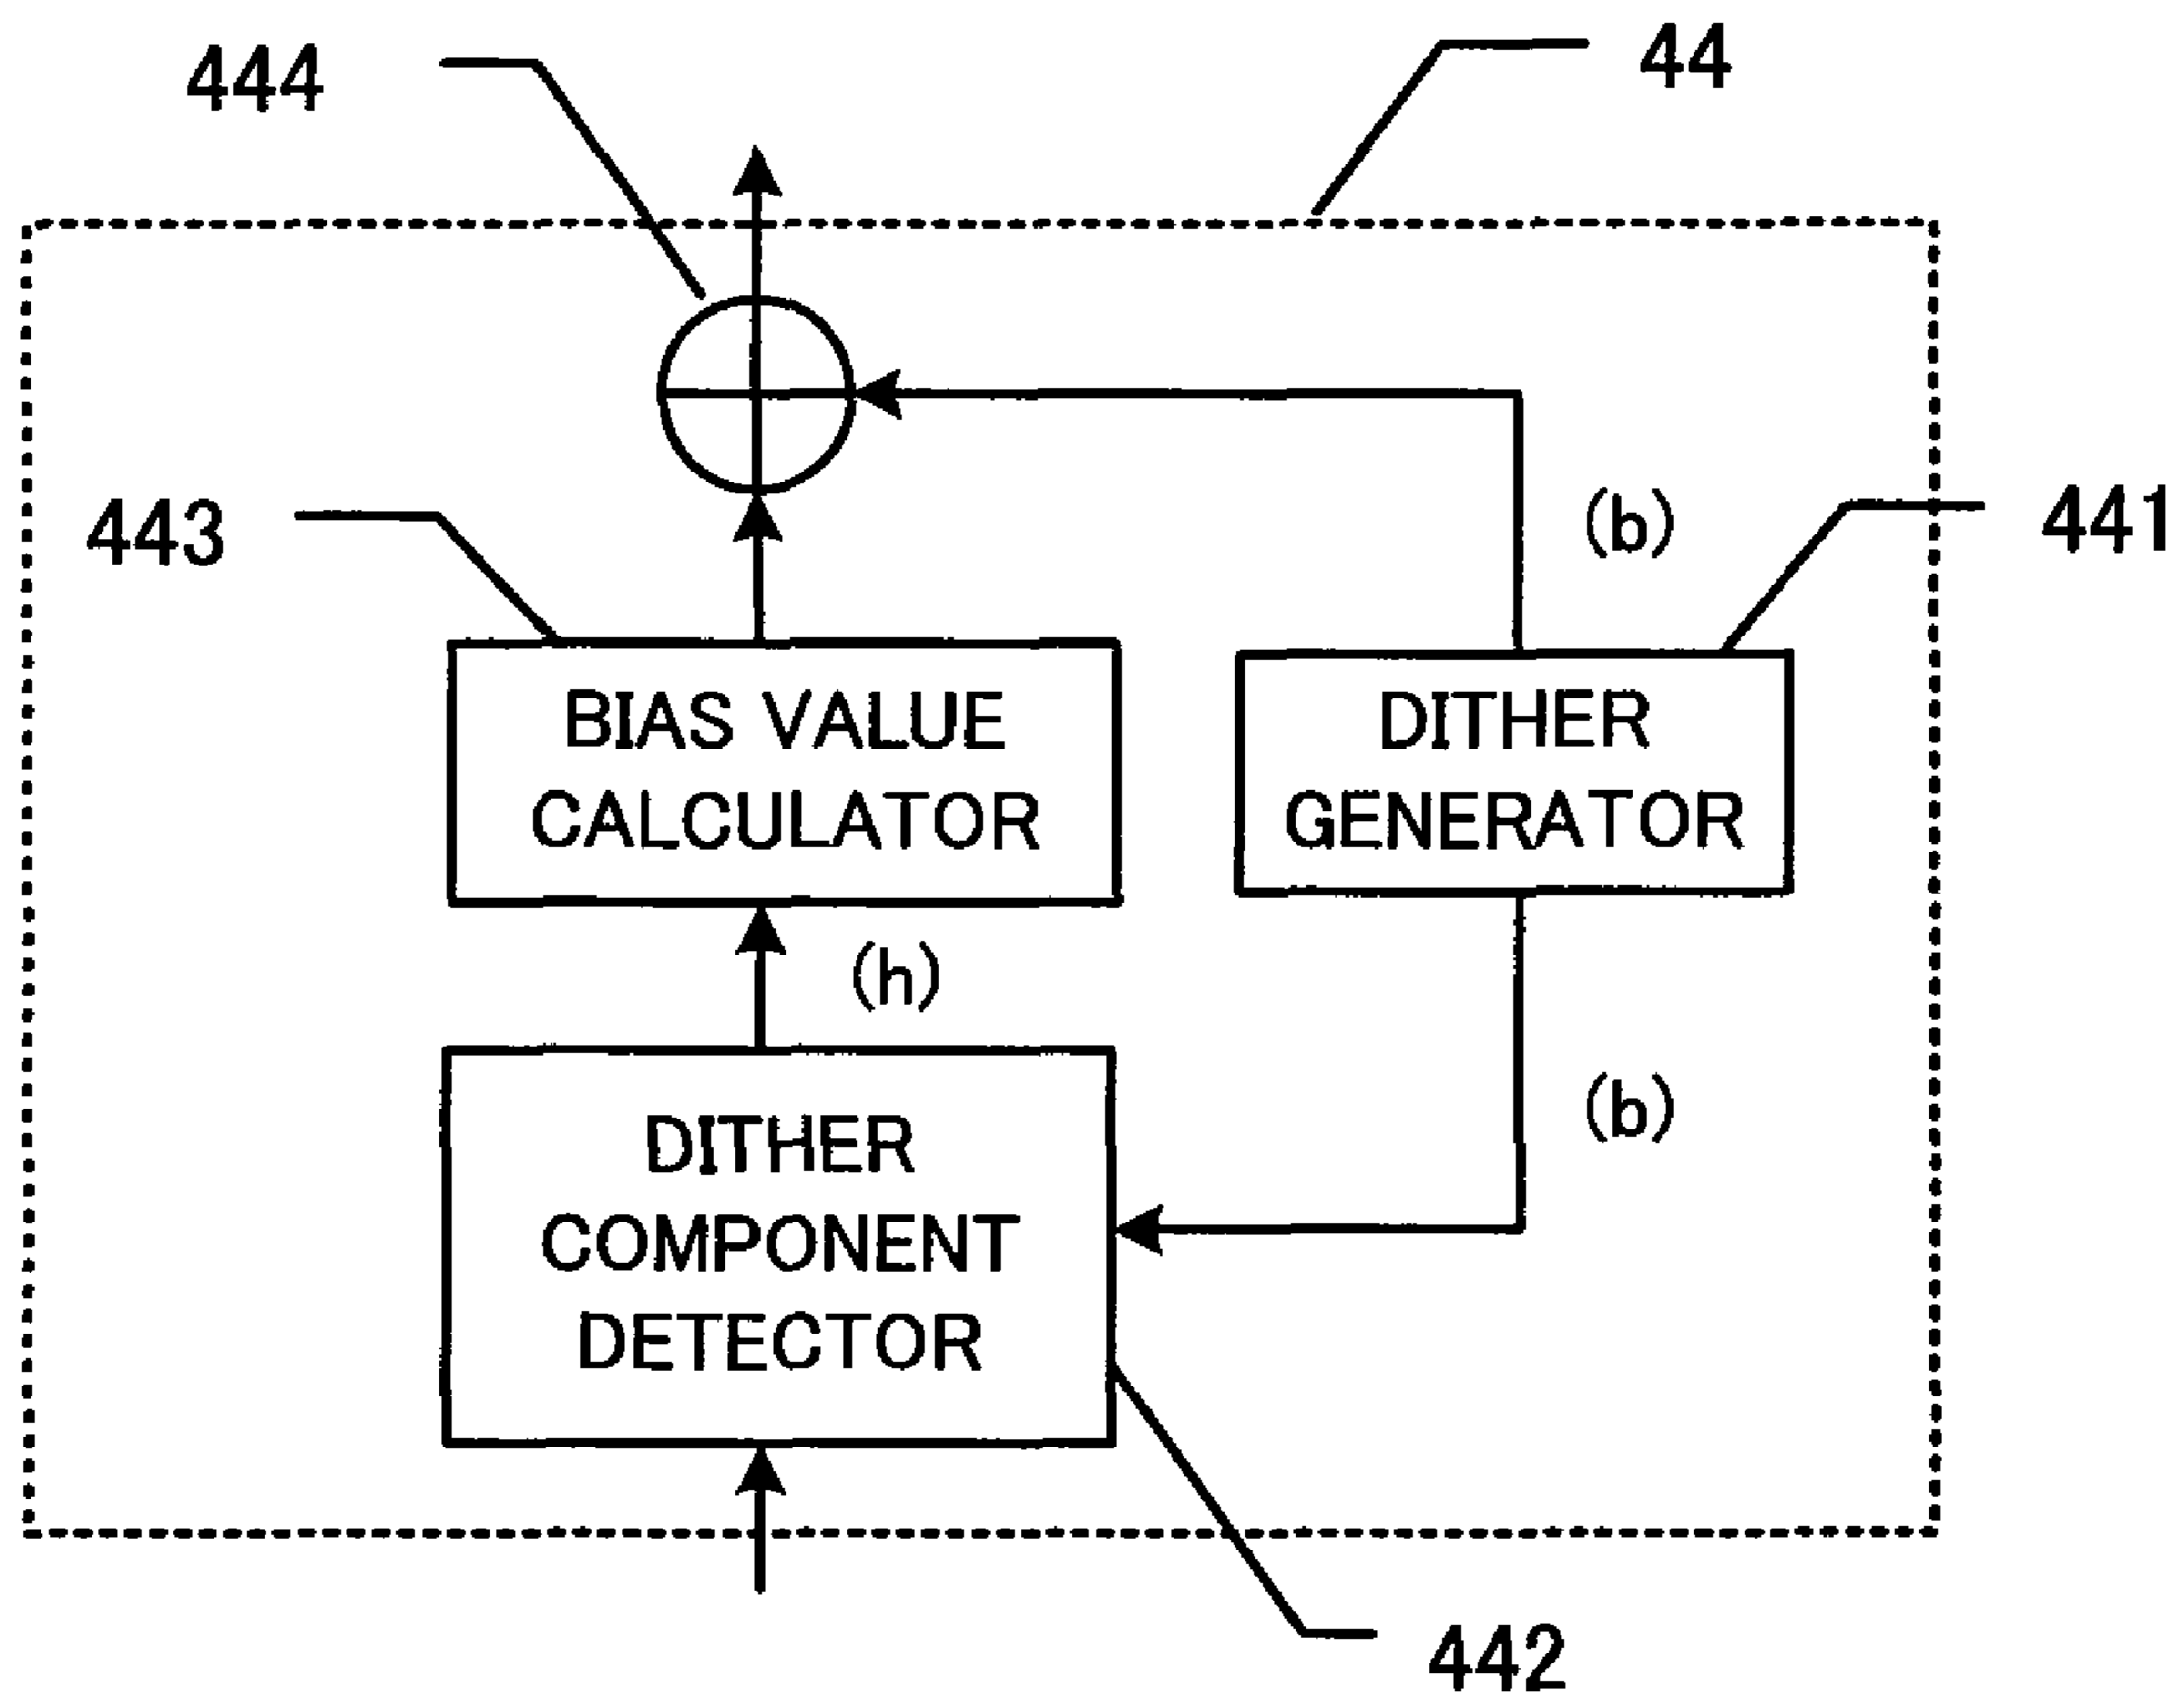 44
444
(b)
443
441
BIAS VALUE
CALCULATOR
DITHER
GENERATOR
(h)
(b)
DITHER
COMPONENT
DETECTOR
442